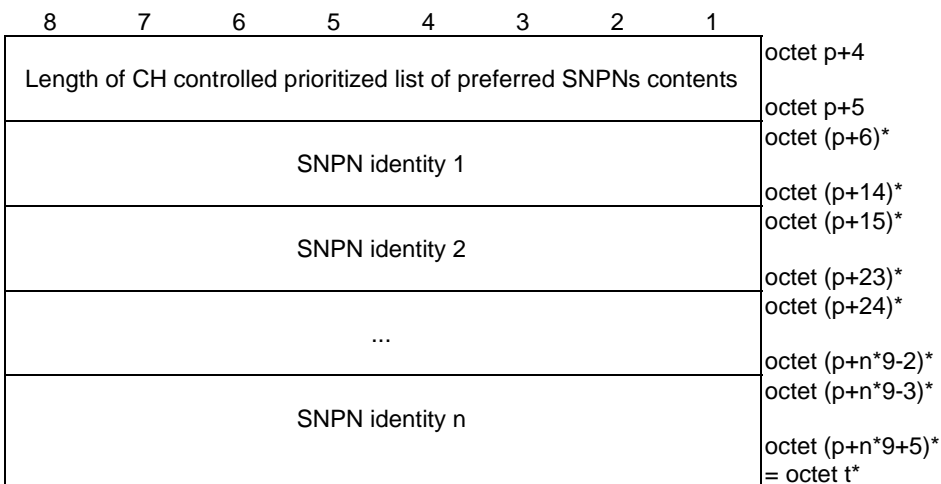 8 7 6 5 4 3 2 1
octet p+4
Length of CH controlled prioritized list of preferred SNPNs contents
octet p+5
octet (p+6)*
SNPN identity 1
octet (p+14)*
octet (p+15)*
SNPN identity 2
octet (p+23)*
octet (p+24)*
...
octet (p+n*9-2)*
octet (p+n*9-3)*
SNPN identity n
octet (p+n*9+5)*
= octet t*